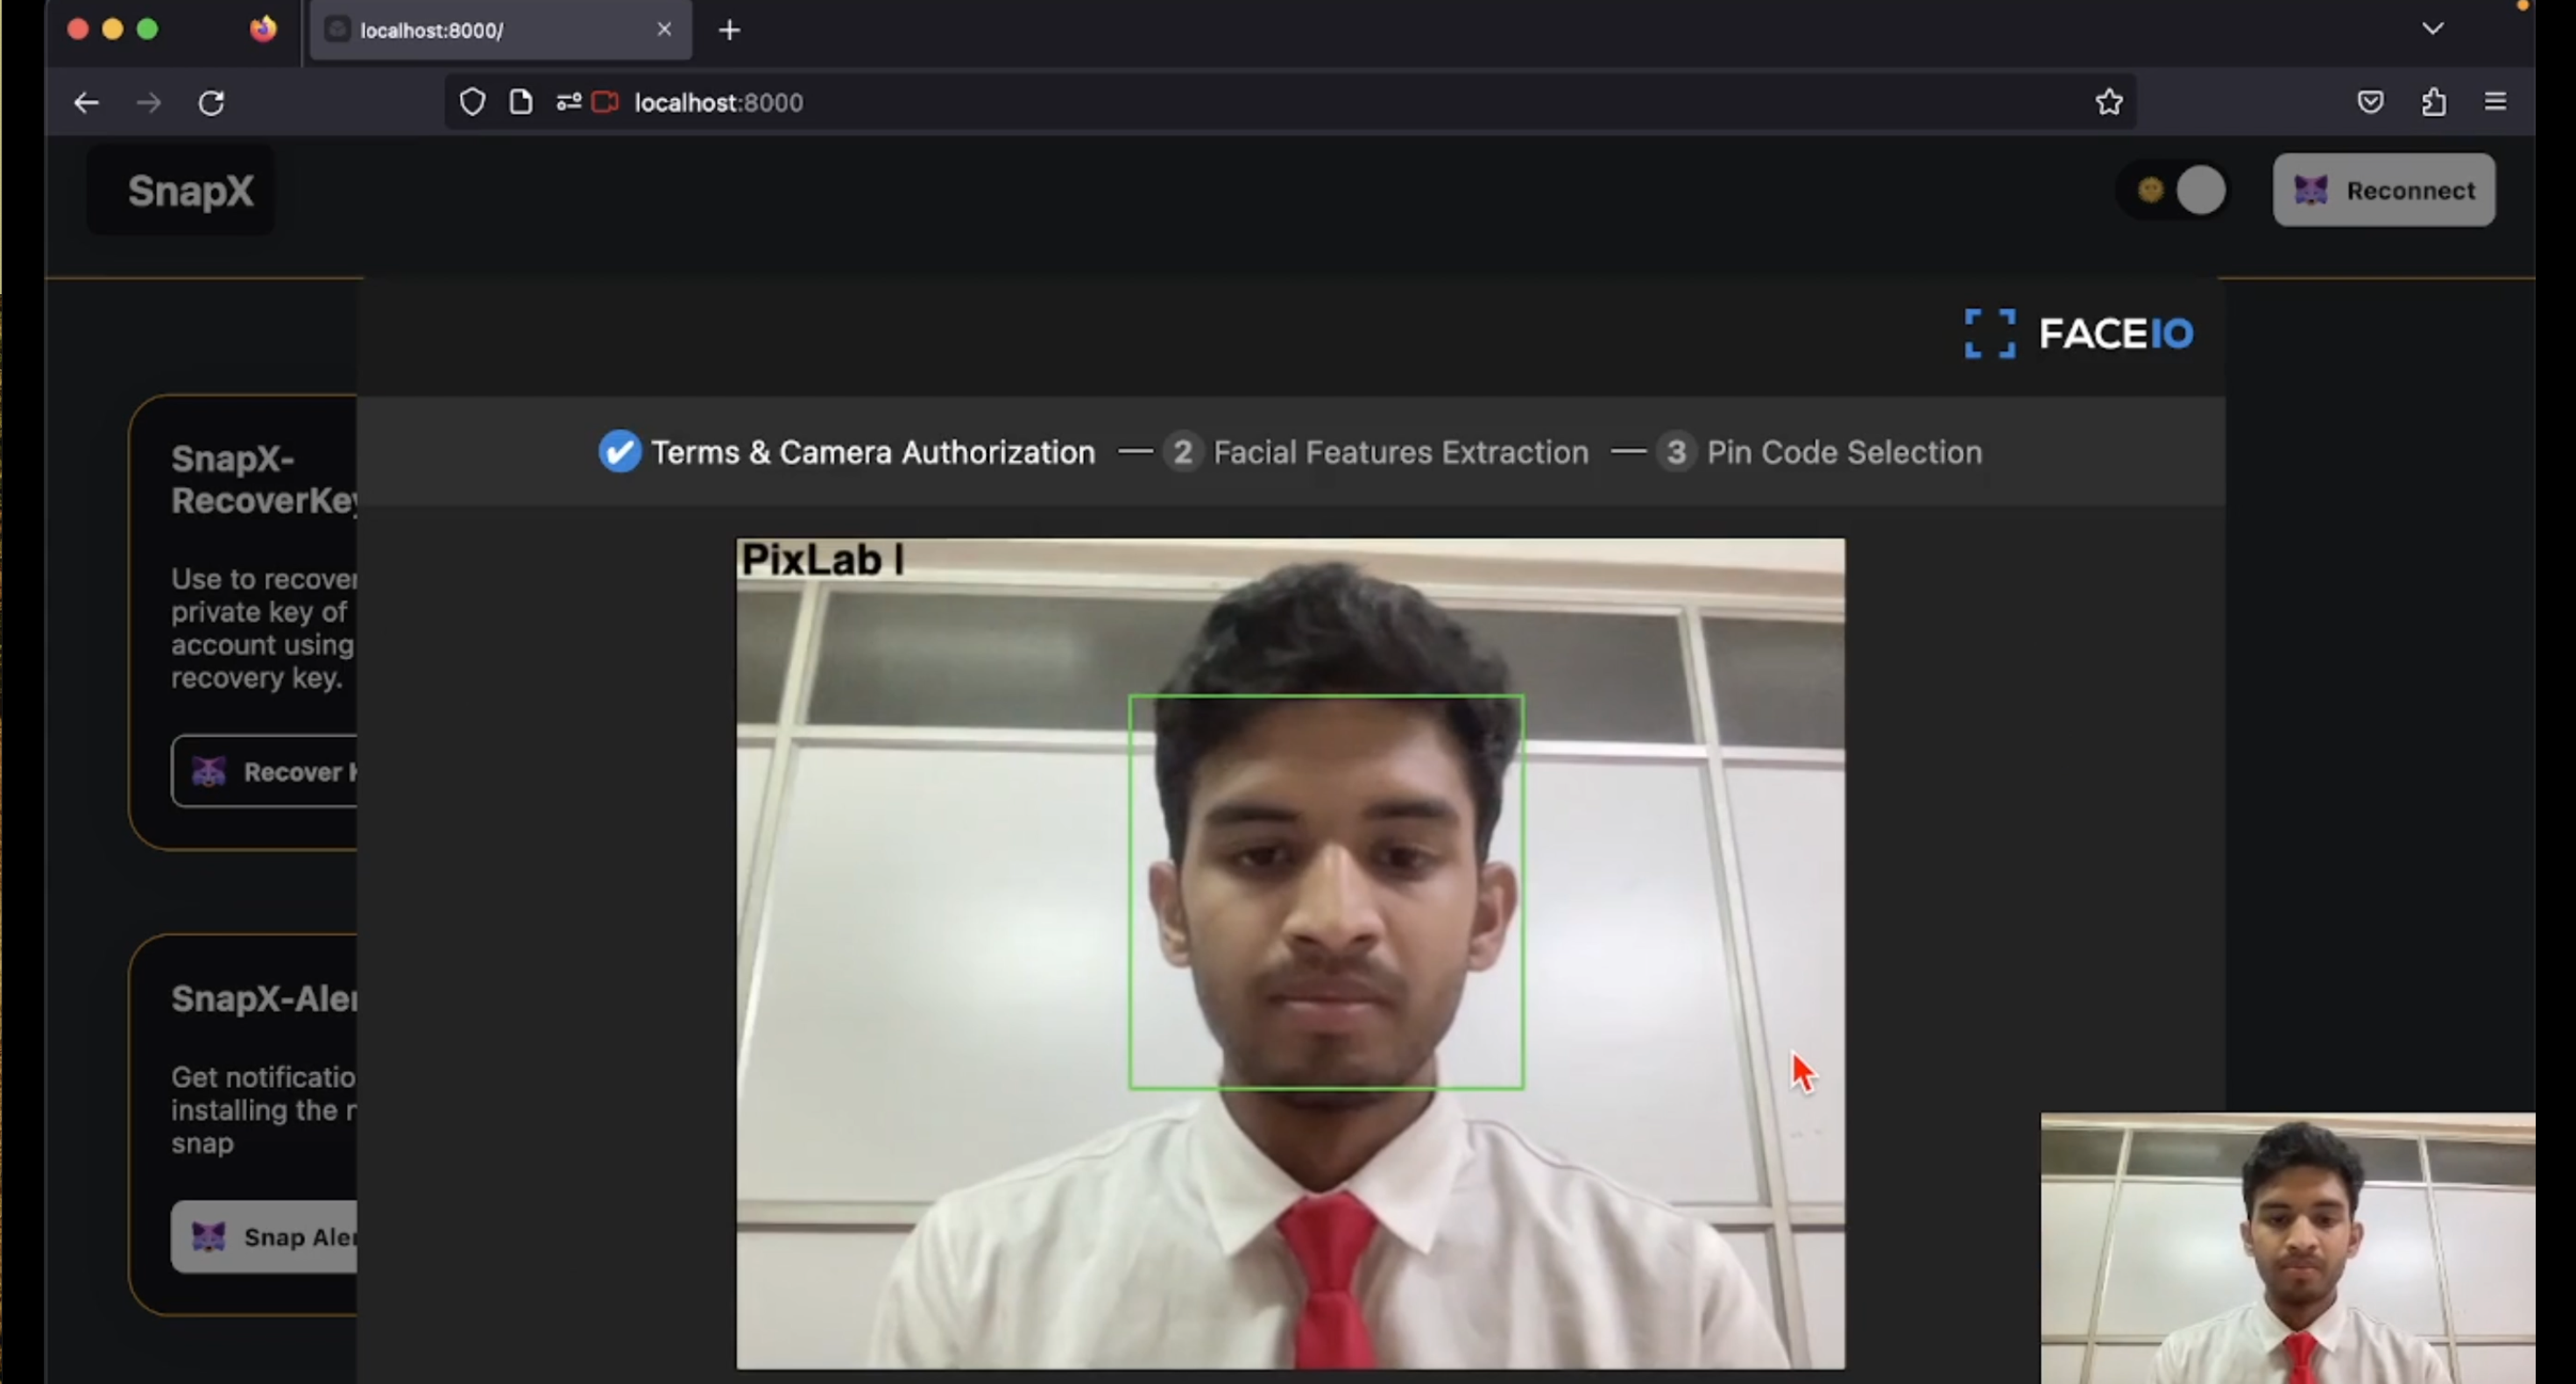 localhost:8000/
localhost:8000
SnapX
Reconnect
FACEIO
Terms & Camera Authorization — 2 Facial Features Extraction — 3 Pin Code Selection
PixLab
SnapX-
RecoverKey
Use to recover
private key of
account using
recovery key.
Recover
SnapX-Aler
Get notificatio
installing the r
snap
Snap Aler